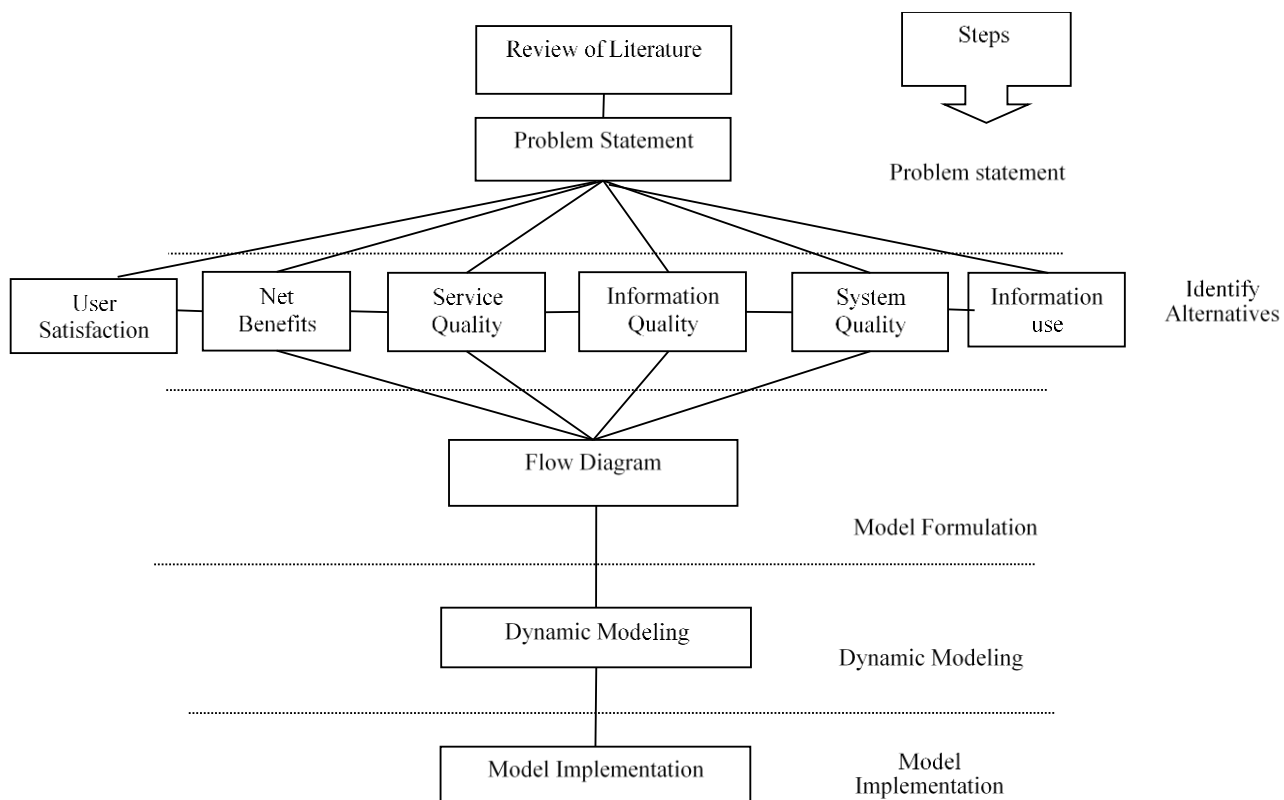 Review of Literature
Steps
Problem Statement
Problem statement
User
Satisfaction
Net
Benefits
Service
Quality
Information
Quality
System
Quality
Information
use
Identify
Alternatives
Flow Diagram
Model Formulation
Dynamic Modeling
Dynamic Modeling
Model Implementation
Model
Implementation